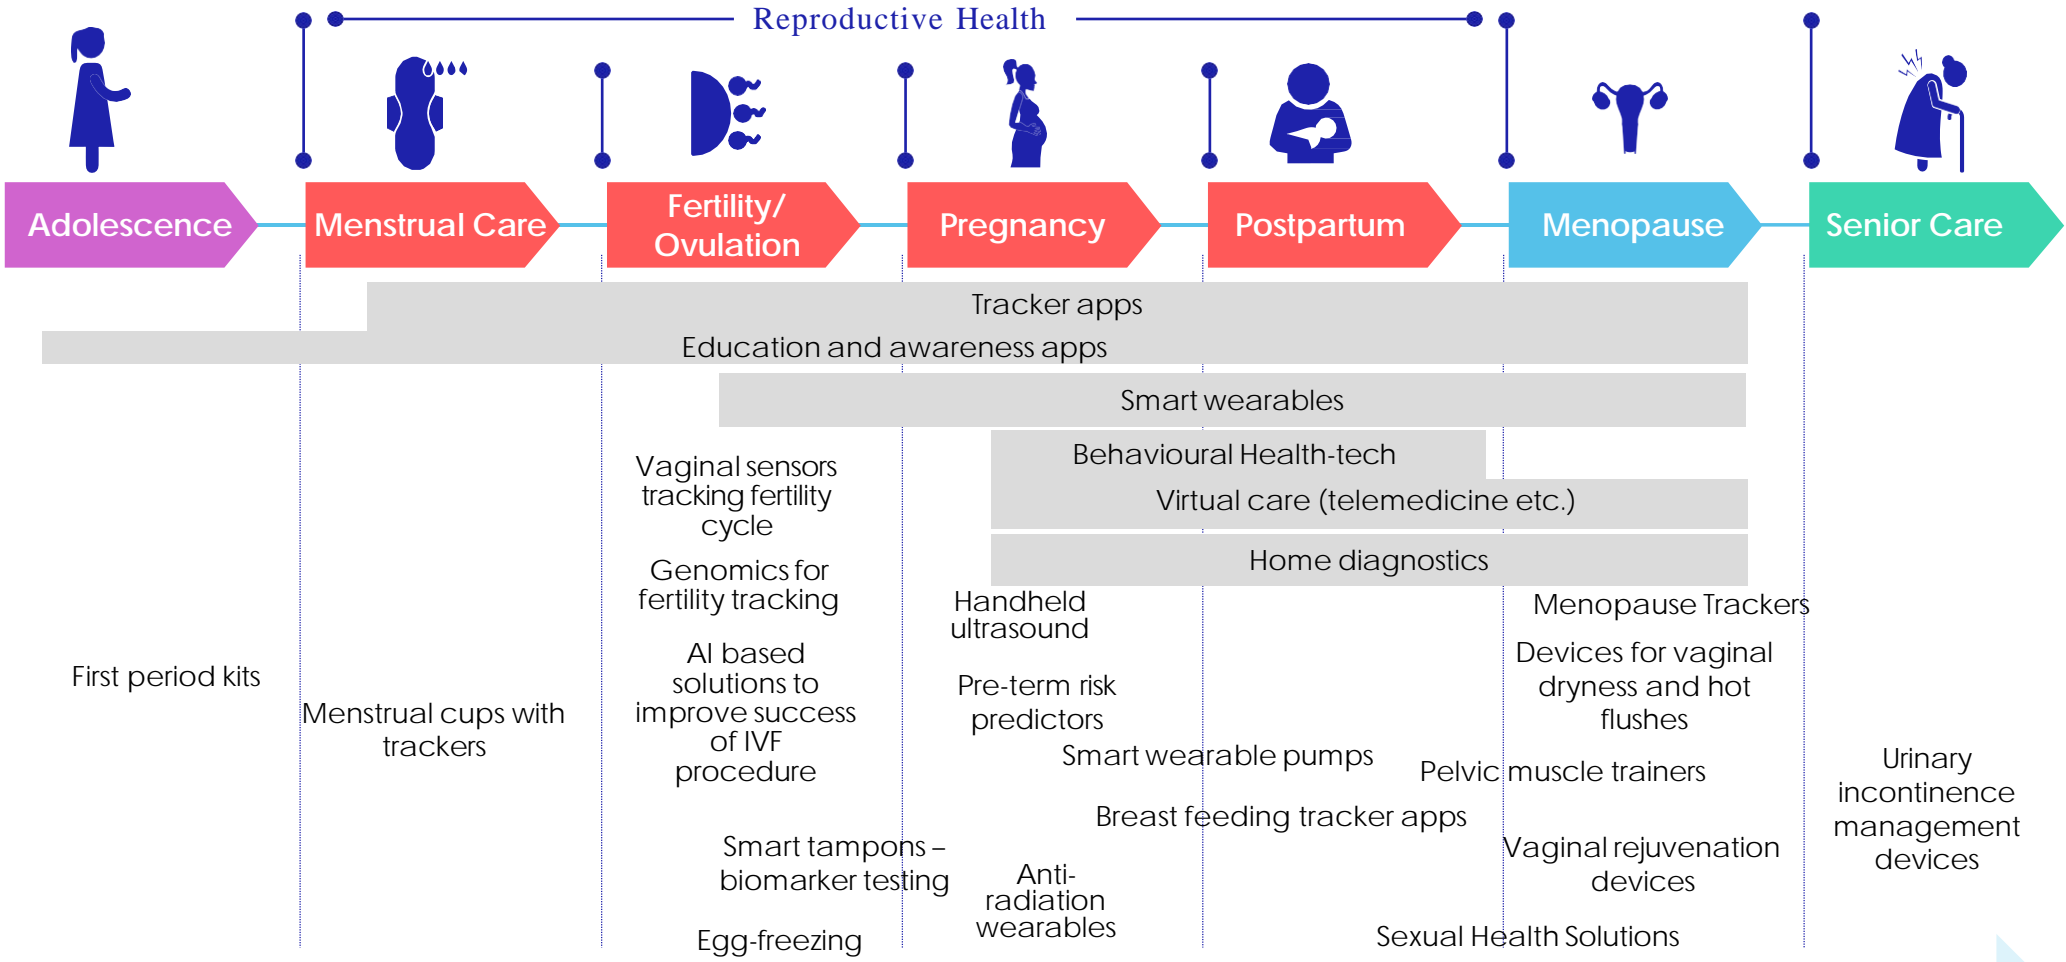 Reproductive Health
Adolescence
Menstrual Care
Fertility/
Ovulation
Pregnancy
Postpartum
Menopause
Senior Care
Tracker apps
Education and awareness apps
Smart wearables
Behavioural Health-tech
Virtual care (telemedicine etc.)
Home diagnostics
First period kits
Menstrual cups with
trackers
Vaginal sensors
tracking fertility
cycle
Genomics for
fertility tracking
AI based
solutions to
improve success
of IVF
procedure
Smart tampons –
biomarker testing
Egg-freezing
Handheld
ultrasound
Pre-term risk
predictors
Smart wearable pumps
Breast feeding tracker apps
Anti-
radiation
wearables
Menopause Trackers
Devices for vaginal
dryness and hot
flushes
Pelvic muscle trainers
Vaginal rejuvenation
devices
Sexual Health Solutions
Urinary
incontinence
management
devices